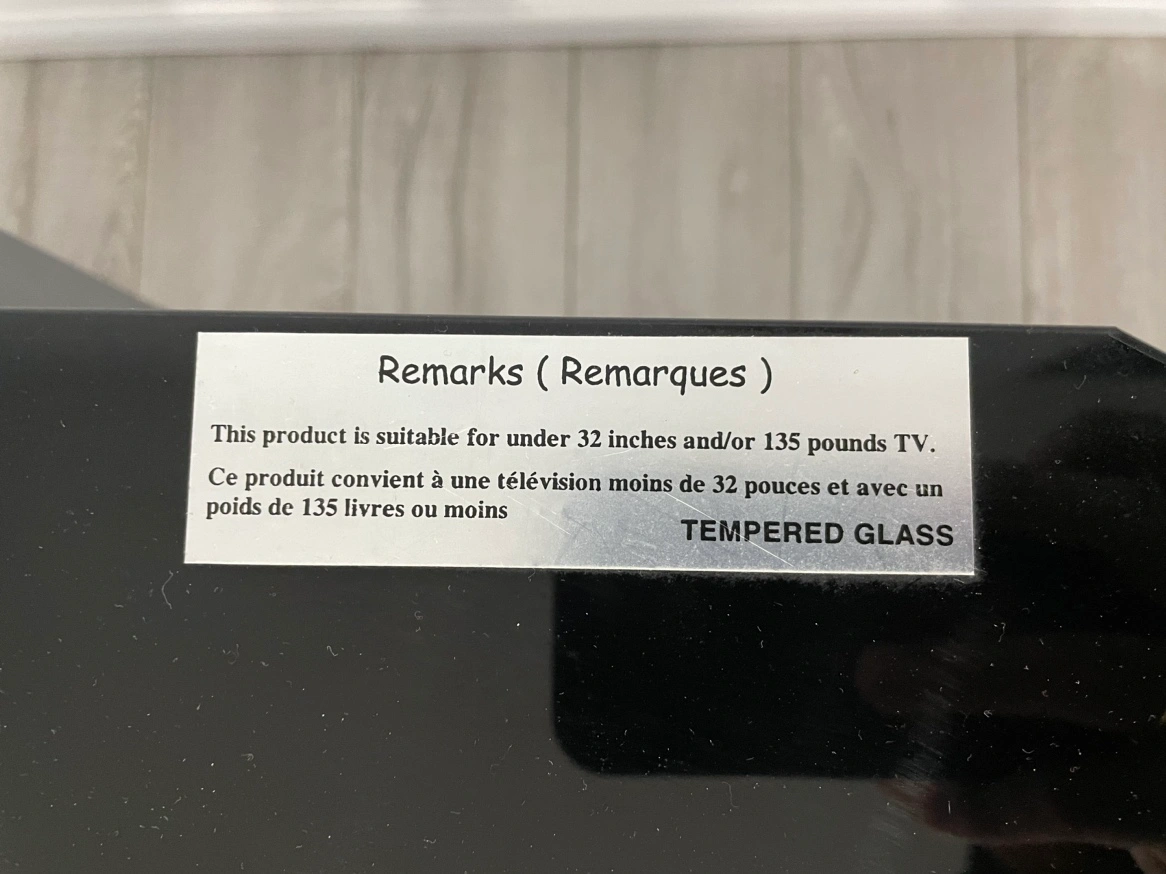 Remarks ( Remarques )
This product is suitable for under 32 inches and/or 135 pounds TV.
Ce produit convient à une télévision moins de 32 pouces et avec un
poids de 135 livres ou moins
TEMPERED GLASS